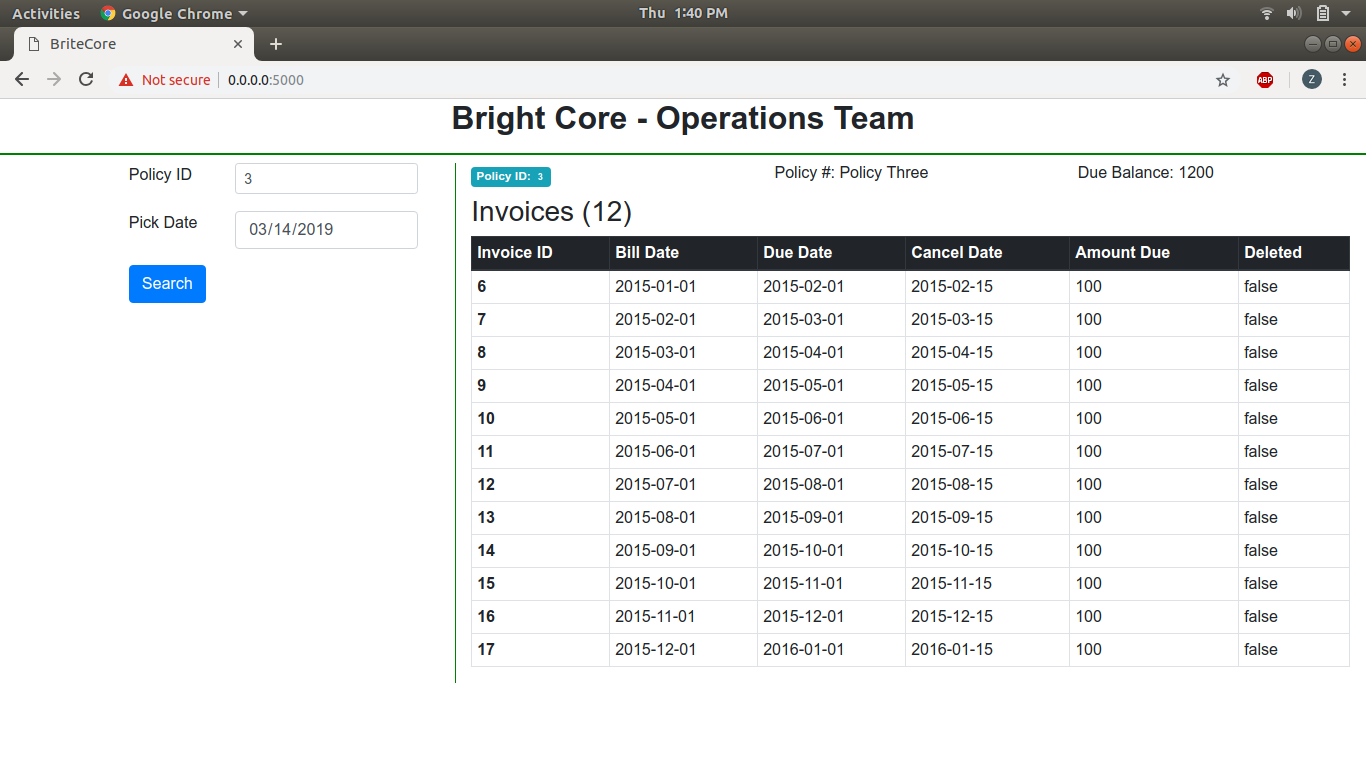 Activities Google Chrome Thu 1:40 PM
BriteCore
Not secure 0.0.0.0:5000 ABP Z
Bright Core - Operations Team
Policy ID 3
Pick Date 03/14/2019
Search
Policy ID: 3 Policy #: Policy Three Due Balance: 1200
Invoices (12)
Invoice ID Bill Date Due Date Cancel Date Amount Due Deleted
6 2015-01-01 2015-02-01 2015-02-15 100 false
7 2015-02-01 2015-03-01 2015-03-15 100 false
8 2015-03-01 2015-04-01 2015-04-15 100 false
9 2015-04-01 2015-05-01 2015-05-15 100 false
10 2015-05-01 2015-06-01 2015-06-15 100 false
11 2015-06-01 2015-07-01 2015-07-15 100 false
12 2015-07-01 2015-08-01 2015-08-15 100 false
13 2015-08-01 2015-09-01 2015-09-15 100 false
14 2015-09-01 2015-10-01 2015-10-15 100 false
15 2015-10-01 2015-11-01 2015-11-15 100 false
16 2015-11-01 2015-12-01 2015-12-15 100 false
17 2015-12-01 2016-01-01 2016-01-15 100 false